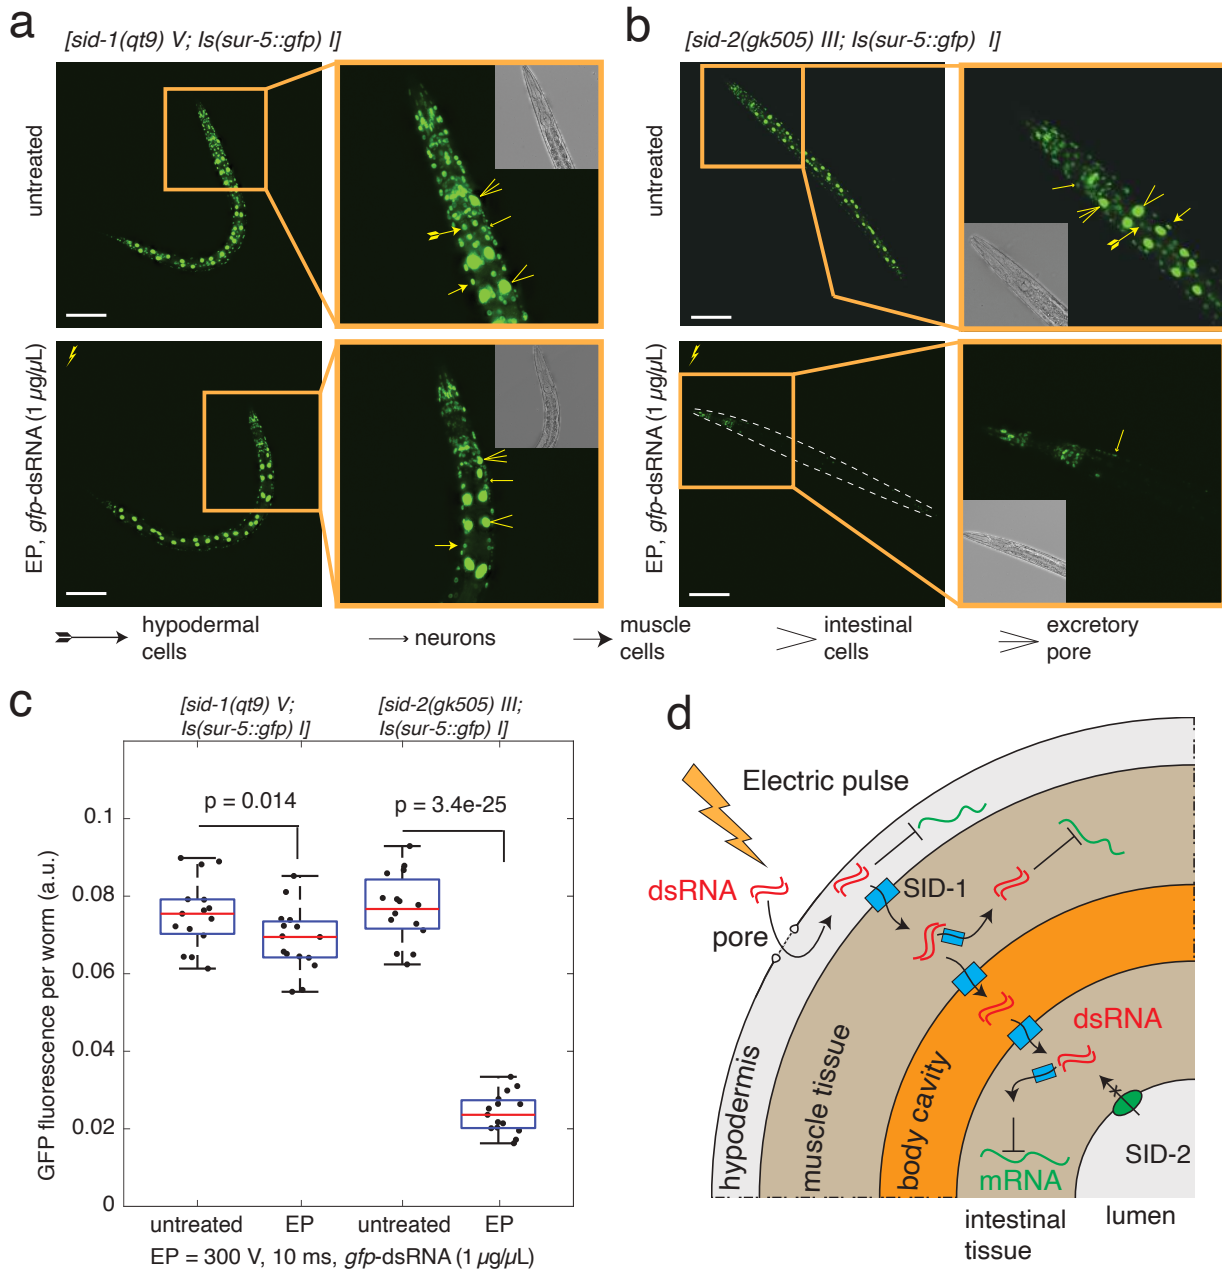 a
[sid-1(qt9) V; Is(sur-5::gfp) I]
untreated
EP, gfp-dsRNA (1 µg/µL)
b
[sid-2(gk505) III; Is(sur-5::gfp) I]
untreated
EP, gfp-dsRNA (1 µg/µL)
hypodermal
cells
neurons
muscle
cells
intestinal
cells
excretory
pore
c
[sid-1(qt9) V;
Is(sur-5::gfp) I]
[sid-2(gk505) III;
Is(sur-5::gfp) I]
p = 0.014
p = 3.4e-25
GFP fluorescence per worm (a.u.)
0.1
0.08
0.06
0.04
0.02
0
untreated
EP
untreated
EP
EP = 300 V, 10 ms, gfp-dsRNA (1 µg/µL)
d
Electric pulse
dsRNA
SID-1
pore
dsRNA
hypodermis
muscle tissue
body cavity
SID-2
mRNA
intestinal
tissue
lumen